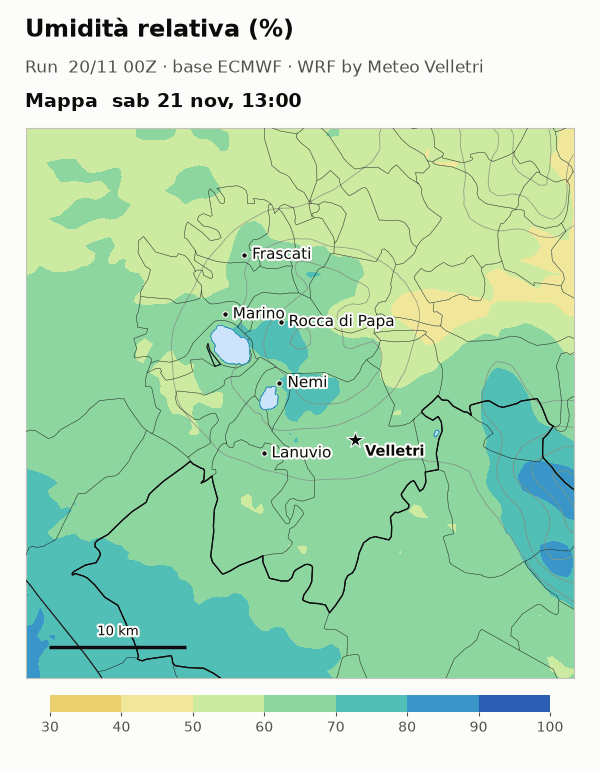 Umidità relativa (%)
Run  20/11 00Z · base ECMWF · WRF by Meteo Velletri
Mappa  sab 21 nov, 13:00
Frascati
Marino
Rocca di Papa
Nemi
Velletri
Lanuvio
10 km
30 40 50 60 70 80 90 100